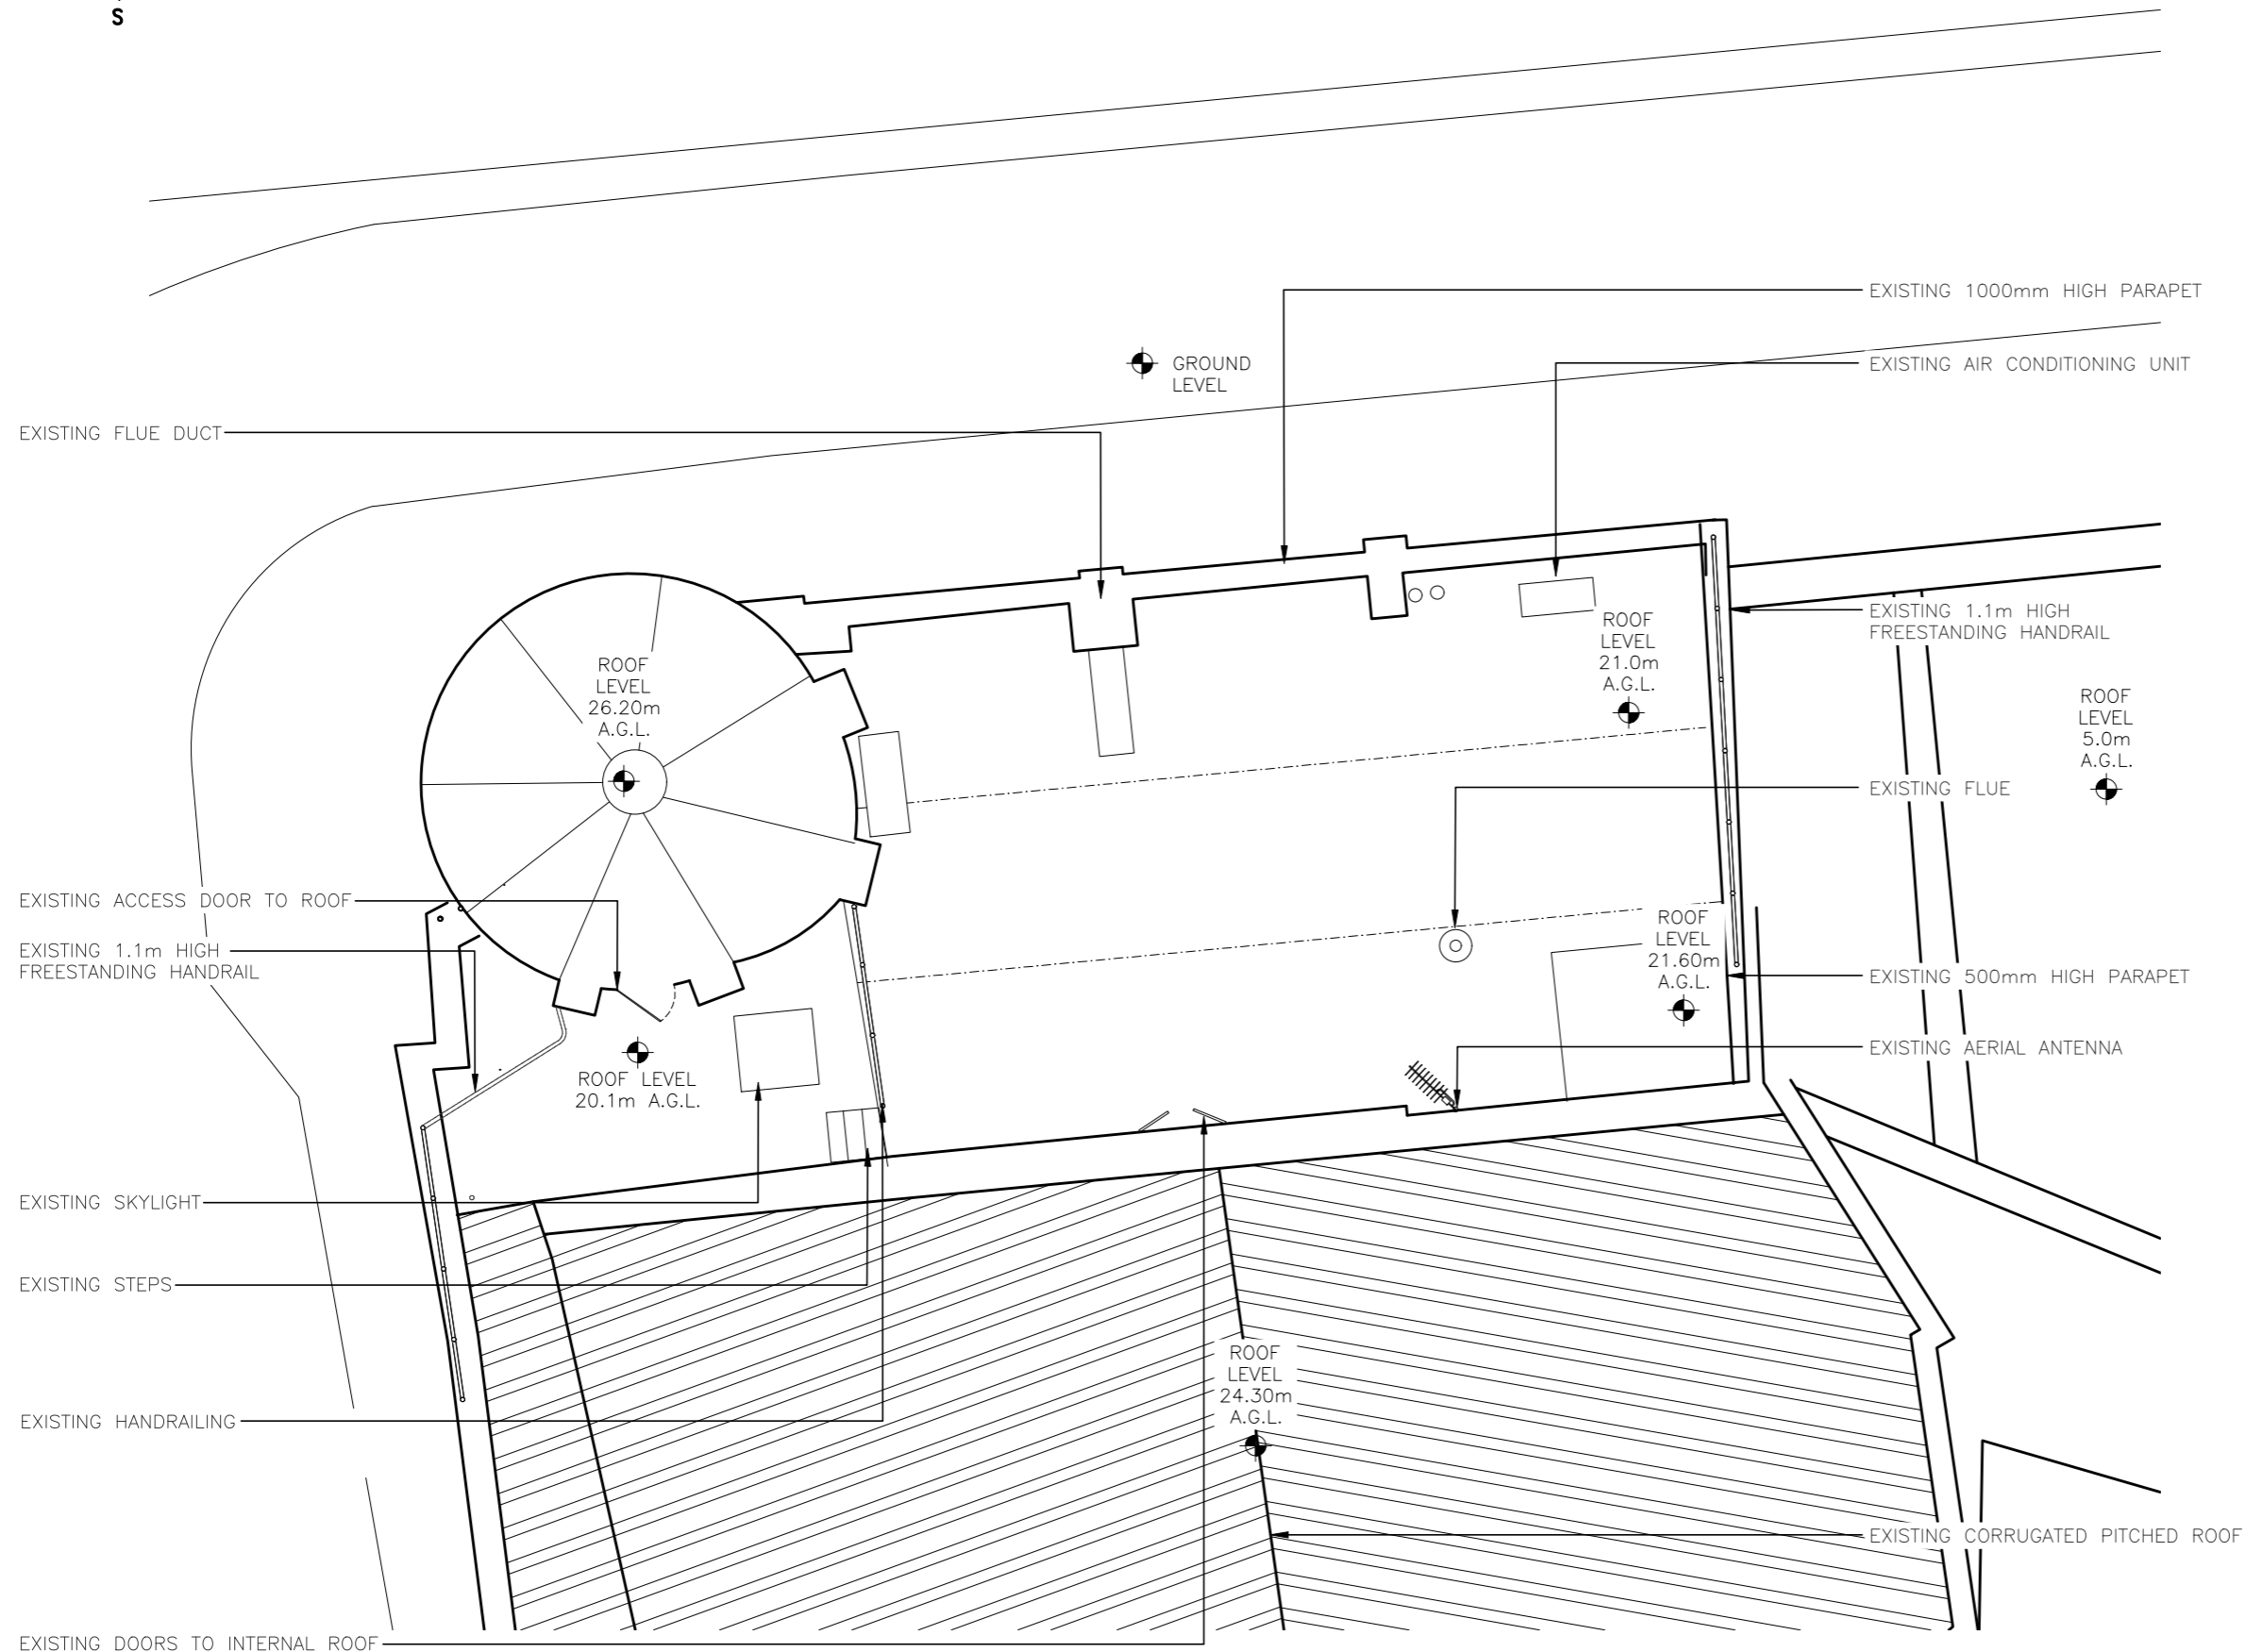 S
EXISTING 1000mm HIGH PARAPET
GROUND
LEVEL
EXISTING AIR CONDITIONING UNIT
EXISTING FLUE DUCT
EXISTING 1.1m HIGH
FREESTANDING HANDRAIL
ROOF
LEVEL
21.0m
A.G.L.
ROOF
LEVEL
26.20m
A.G.L.
ROOF
LEVEL
5.0m
A.G.L.
EXISTING FLUE
EXISTING ACCESS DOOR TO ROOF
EXISTING 1.1m HIGH
FREESTANDING HANDRAIL
ROOF
LEVEL
21.60m
A.G.L.
EXISTING 500mm HIGH PARAPET
EXISTING AERIAL ANTENNA
ROOF LEVEL
20.1m A.G.L.
EXISTING SKYLIGHT
EXISTING STEPS
ROOF
LEVEL
24.30m
A.G.L.
EXISTING HANDRAILING
EXISTING CORRUGATED PITCHED ROOF
EXISTING DOORS TO INTERNAL ROOF